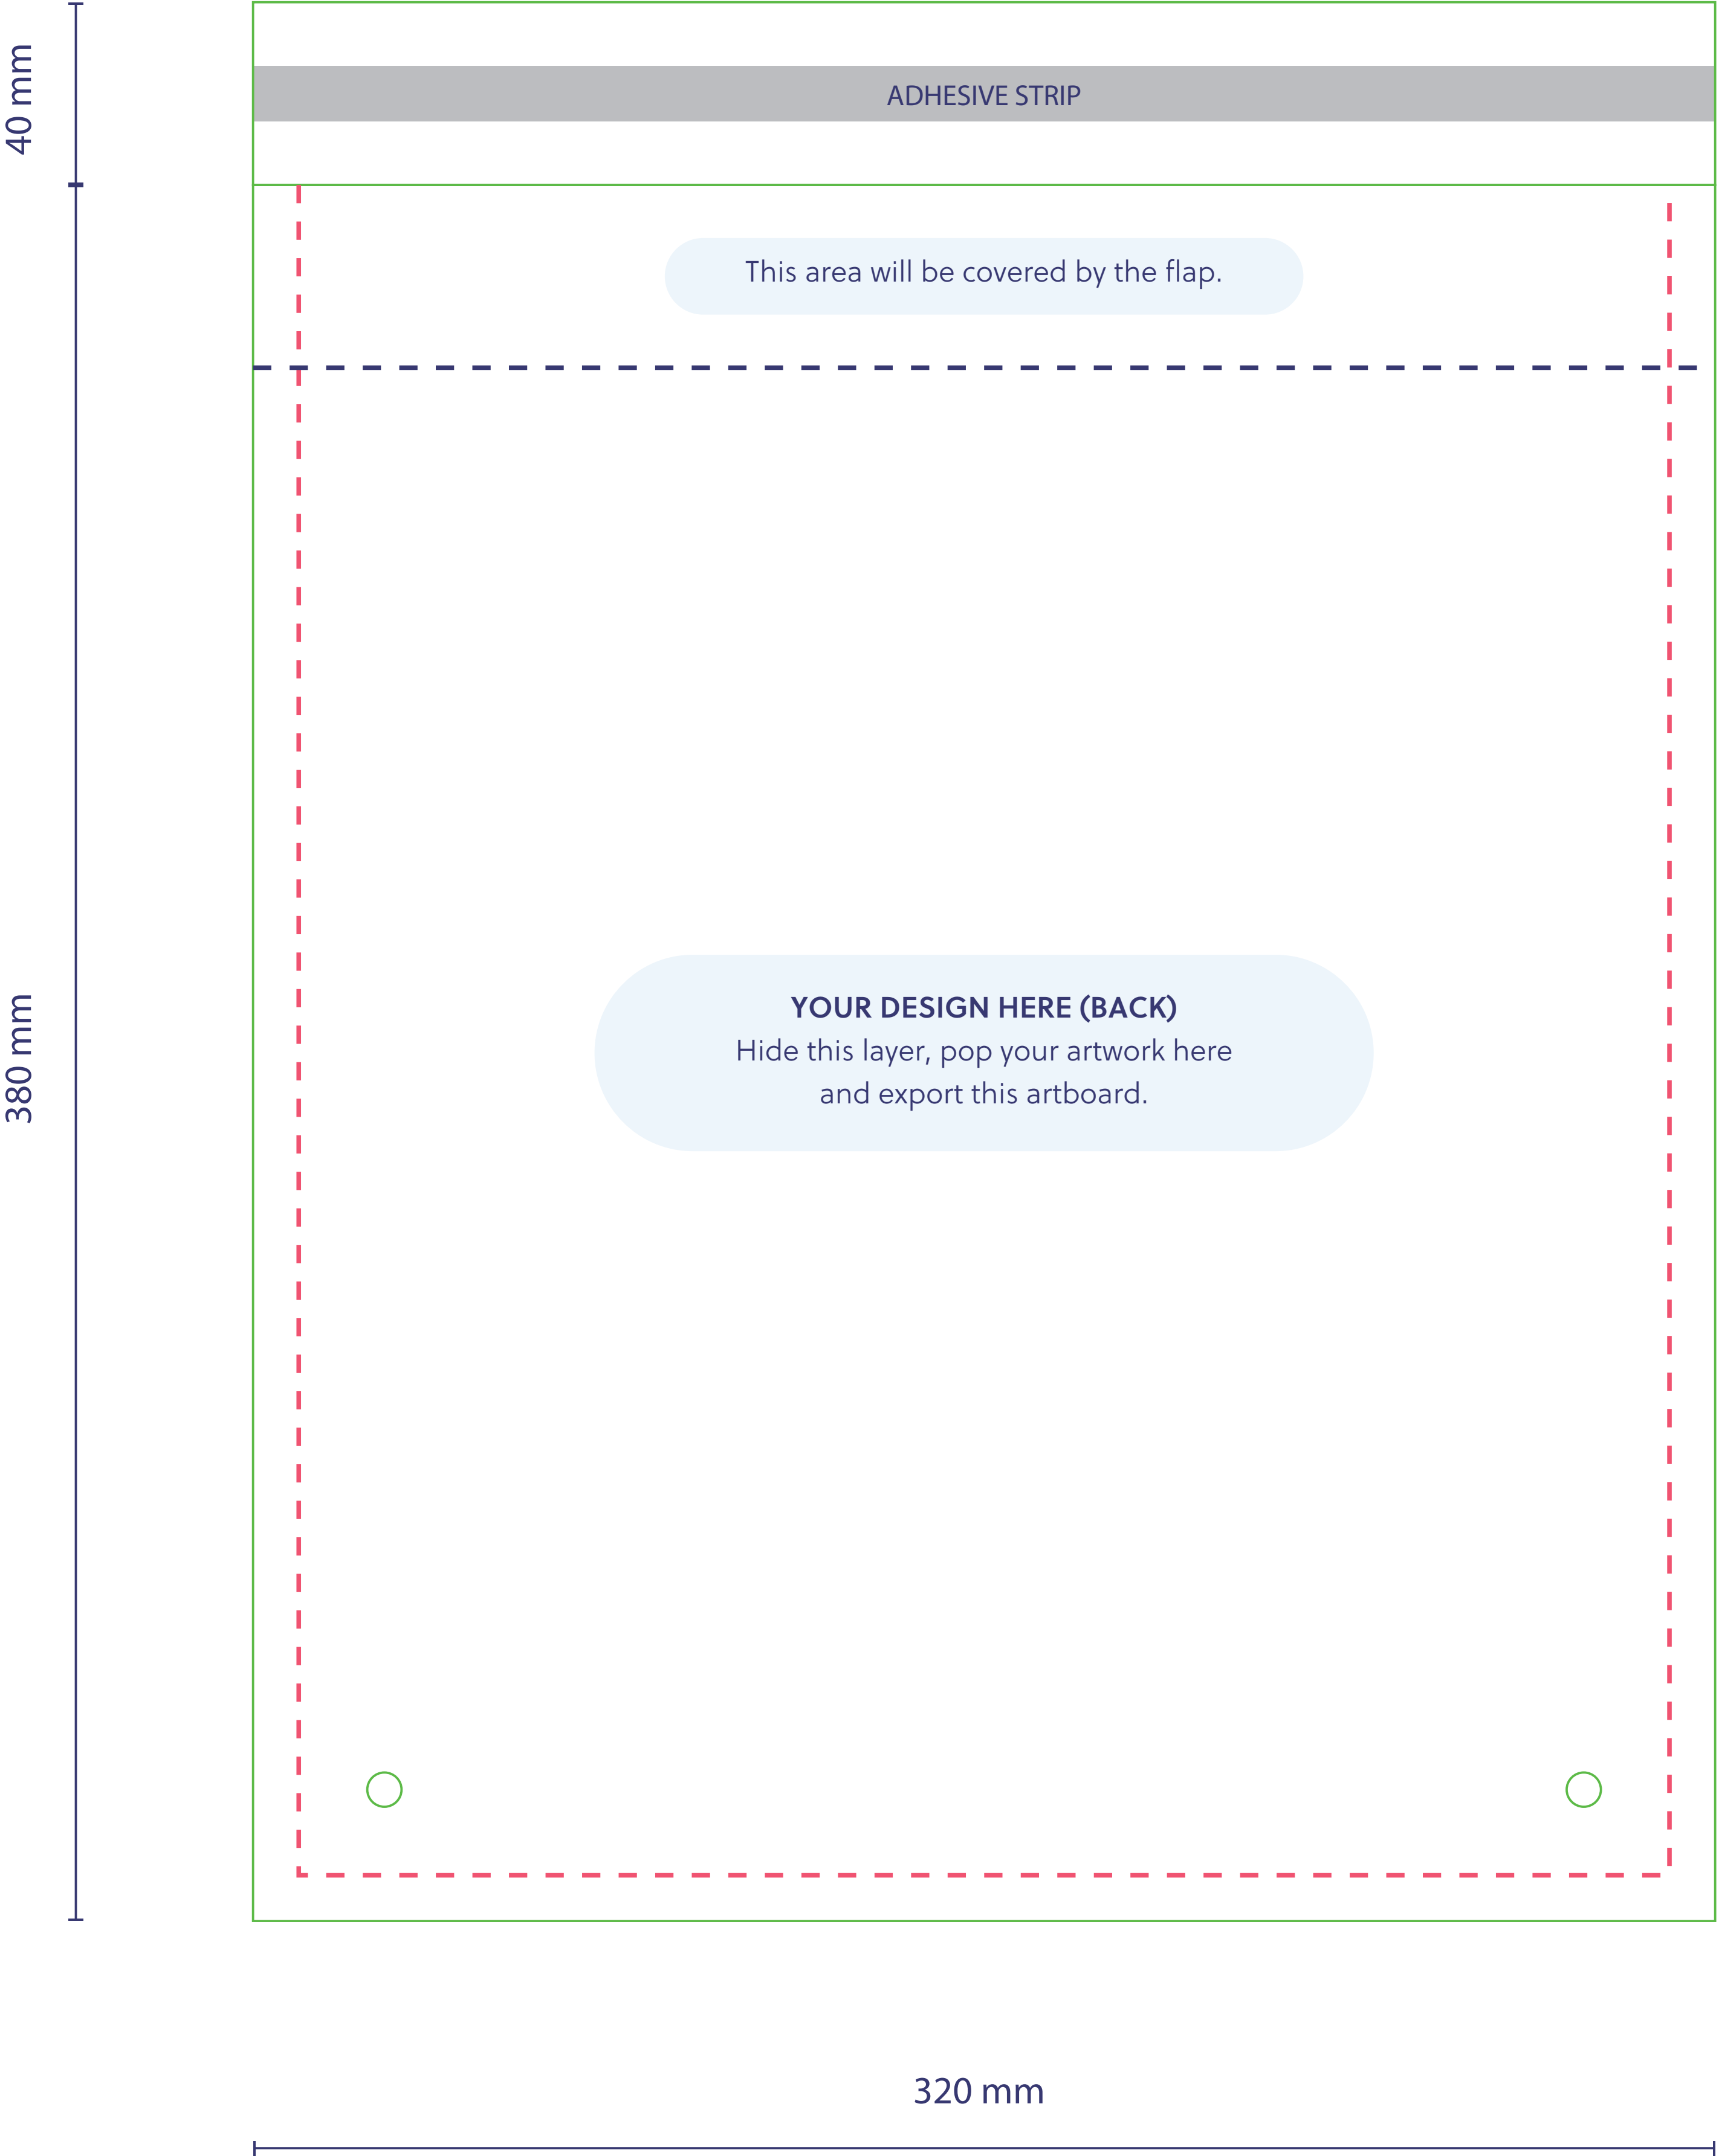 40 mm
ADHESIVE STRIP
This area will be covered by the flap.
380 mm
YOUR DESIGN HERE (BACK)
Hide this layer, pop your artwork here
and export this artboard.
320 mm